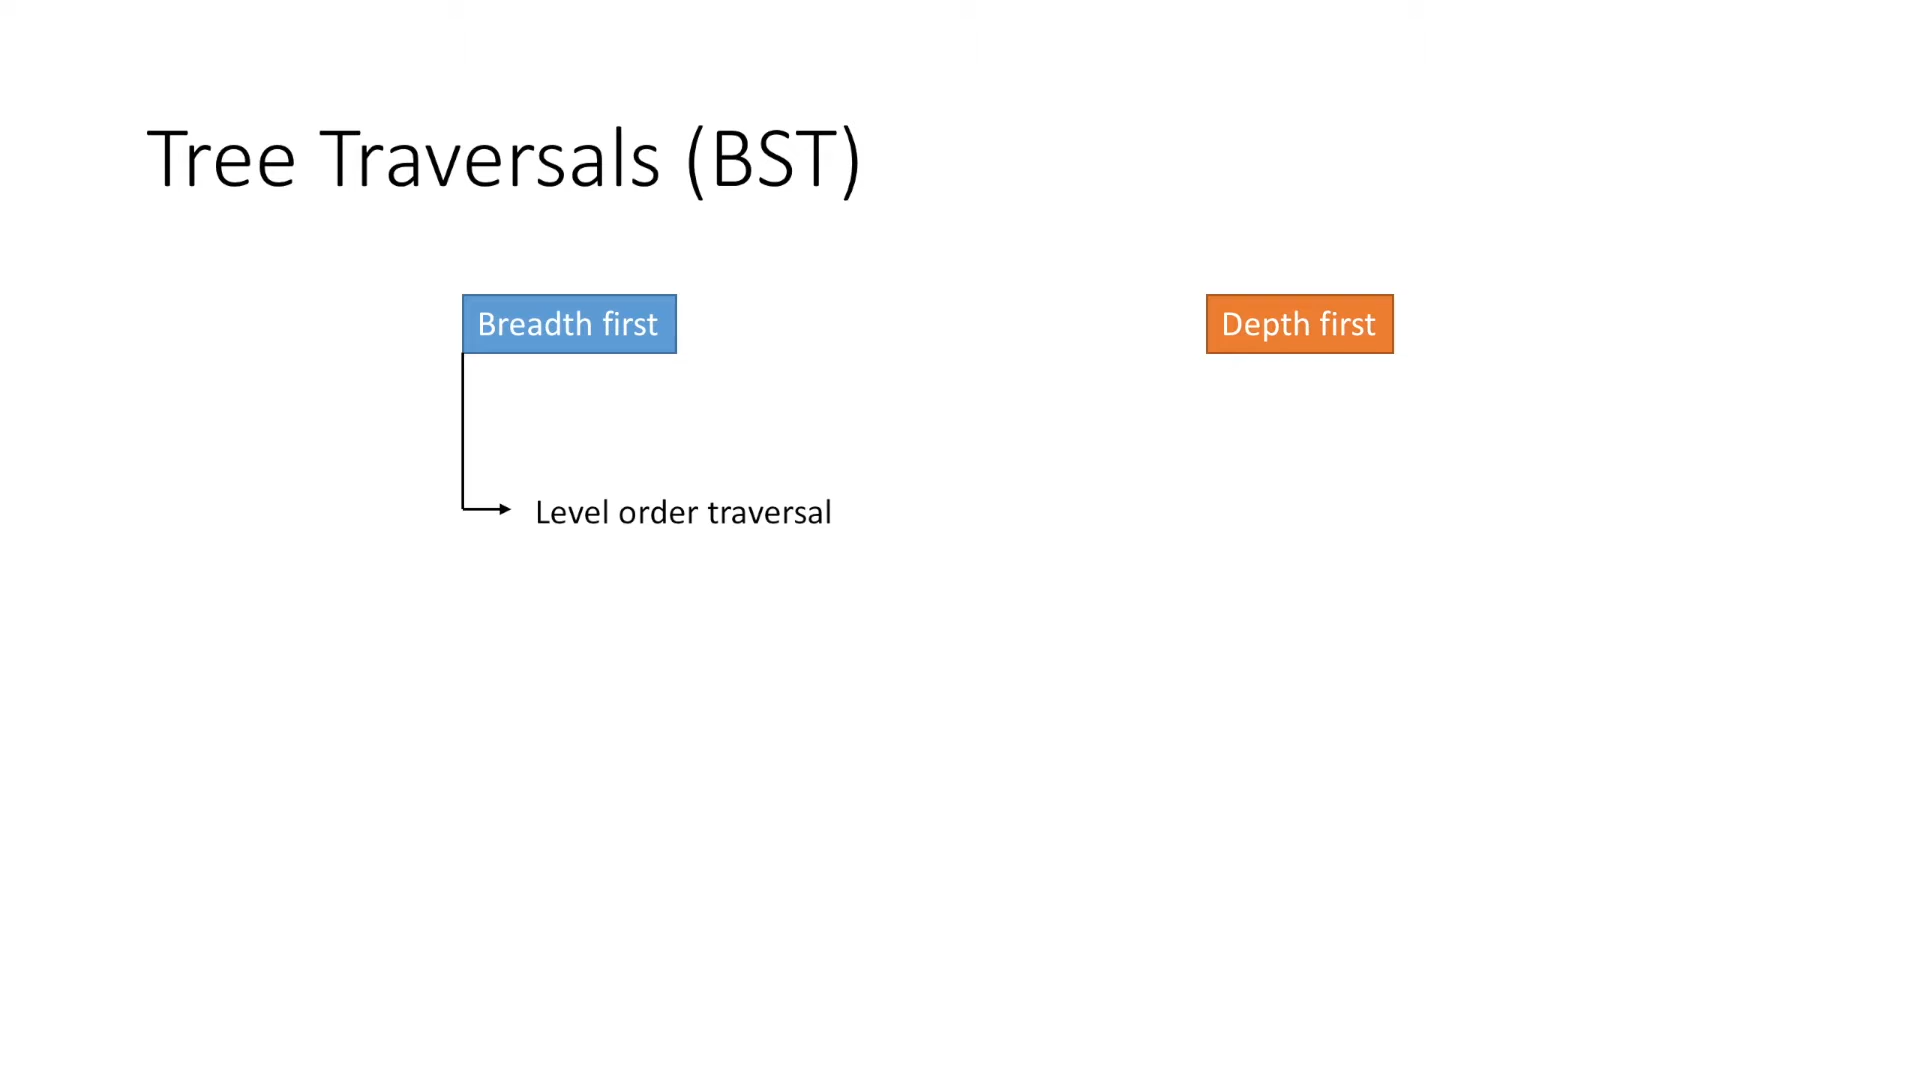 Tree Traversals (BST)
Breadth first
Depth first
Level order traversal